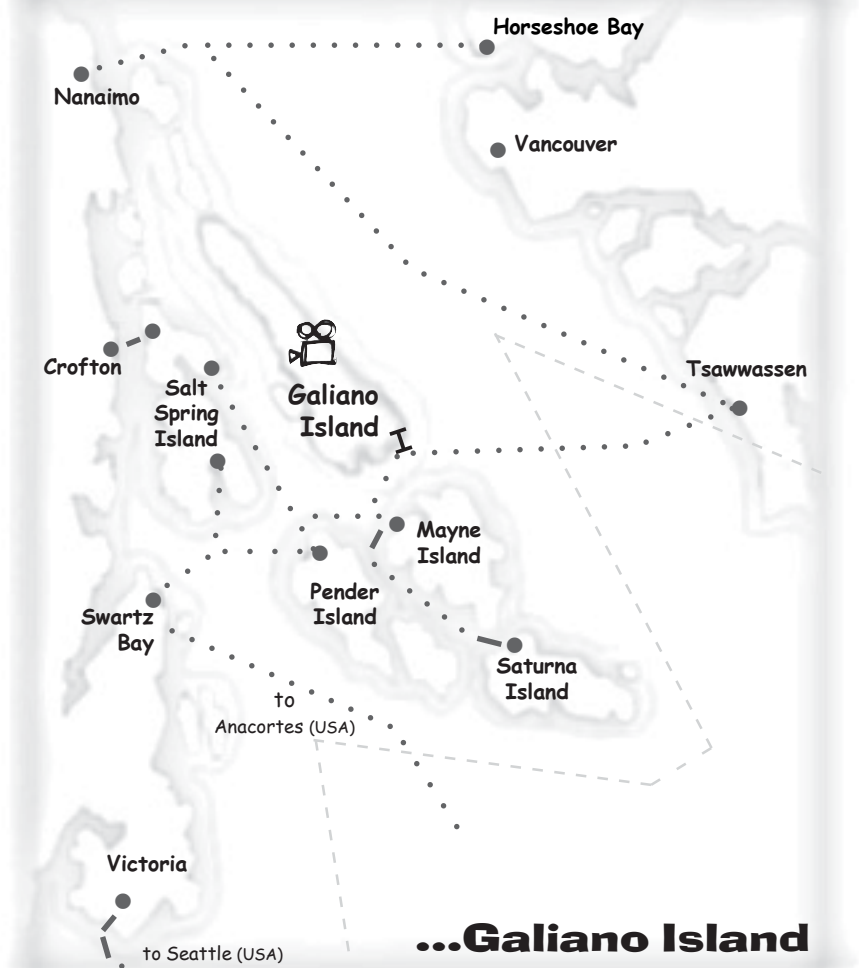 Horseshoe Bay
Nanaimo
Vancouver
Crofton
Tsawwassen
Salt
Spring
Island
Galiano
Island
Mayne
Island
Pender
Island
Swartz
Bay
Saturna
Island
to
Anacortes (USA)
Victoria
to Seattle (USA)
...Galiano Island